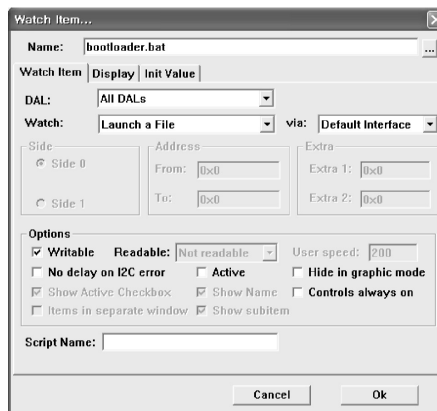 Watch Item...
Name: bootloader.bat ...
Watch Item Display Init Value
DAL: All DALs
Watch: Launch a File via: Default Interface
Side Address Extra
Side 0 From: 0x0 Extra 1: 0x0
Side 1 To: 0x0 Extra 2: 0x0
Options
Writable Readable: Not readable User speed: 200
No delay on I2C error Active Hide in graphic mode
Show Active Checkbox Show Name Controls always on
Items in separate window Show subitem
Script Name:
Cancel Ok